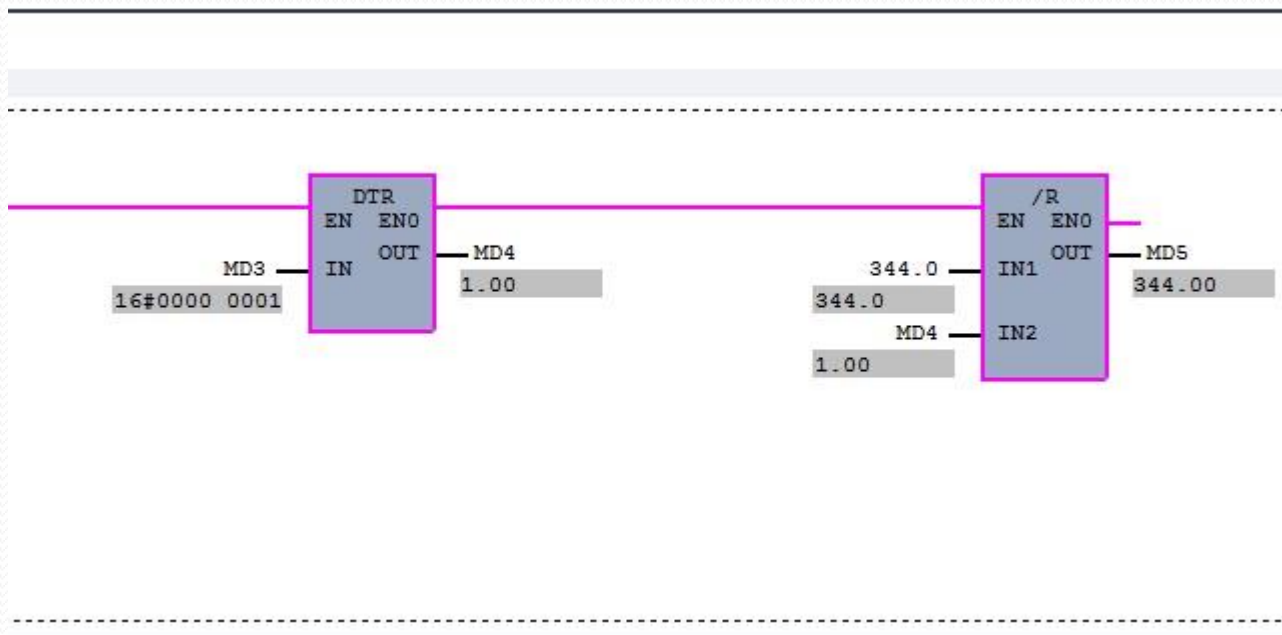 DTR
EN ENO
MD3 IN OUT MD4
16#0000 0001 1.00
/R
EN ENO
344.0 IN1 OUT MD5
344.0 344.00
MD4 IN2
1.00